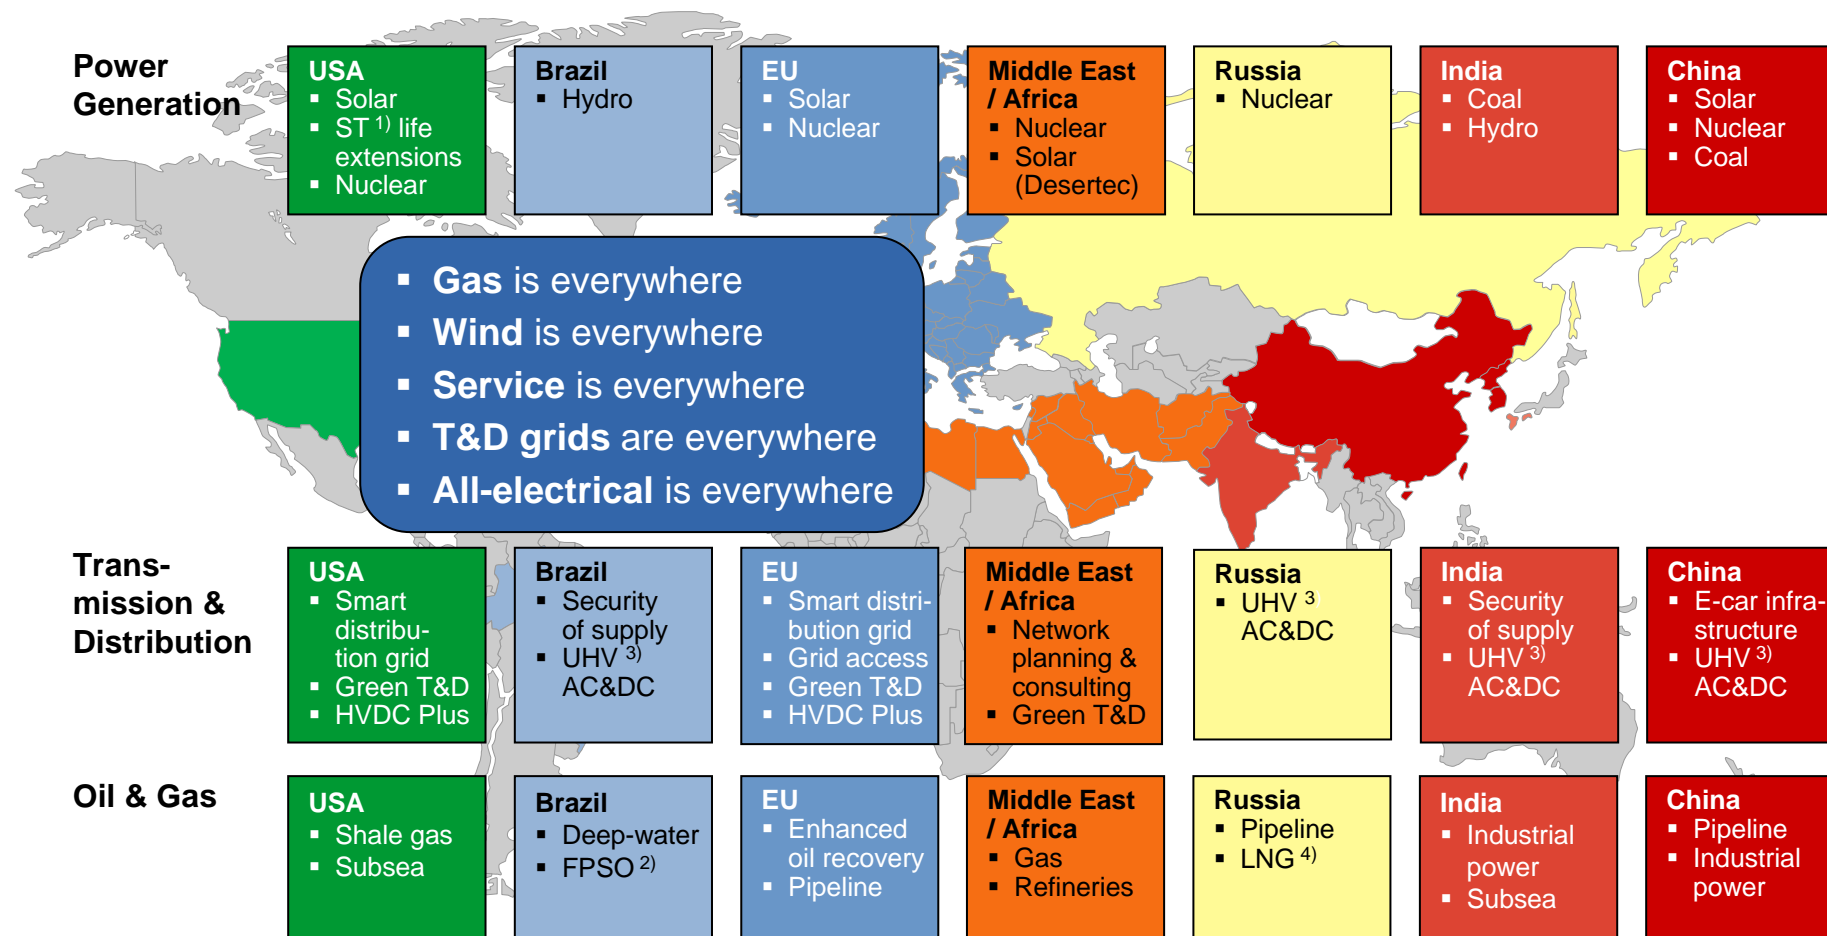 Power
Generation
USA
▪ Solar
▪ ST 1) life
extensions
▪ Nuclear
Brazil
▪ Hydro
EU
▪ Solar
▪ Nuclear
Middle East
/ Africa
▪ Nuclear
▪ Solar
(Desertec)
Russia
▪ Nuclear
India
▪ Coal
▪ Hydro
China
▪ Solar
▪ Nuclear
▪ Coal
▪ Gas is everywhere
▪ Wind is everywhere
▪ Service is everywhere
▪ T&D grids are everywhere
▪ All-electrical is everywhere
Trans-
mission &
Distribution
USA
▪ Smart
distribu-
tion grid
▪ Green T&D
▪ HVDC Plus
Brazil
▪ Security
of supply
▪ UHV 3)
AC&DC
EU
▪ Smart distri-
bution grid
▪ Grid access
▪ Green T&D
▪ HVDC Plus
Middle East
/ Africa
▪ Network
planning &
consulting
▪ Green T&D
Russia
▪ UHV 3)
AC&DC
India
▪ Security
of supply
▪ UHV 3)
AC&DC
China
▪ E-car infra-
structure
▪ UHV 3)
AC&DC
Oil & Gas
USA
▪ Shale gas
▪ Subsea
Brazil
▪ Deep-water
▪ FPSO 2)
EU
▪ Enhanced
oil recovery
▪ Pipeline
Middle East
/ Africa
▪ Gas
▪ Refineries
Russia
▪ Pipeline
▪ LNG 4)
India
▪ Industrial
power
▪ Subsea
China
▪ Pipeline
▪ Industrial
power